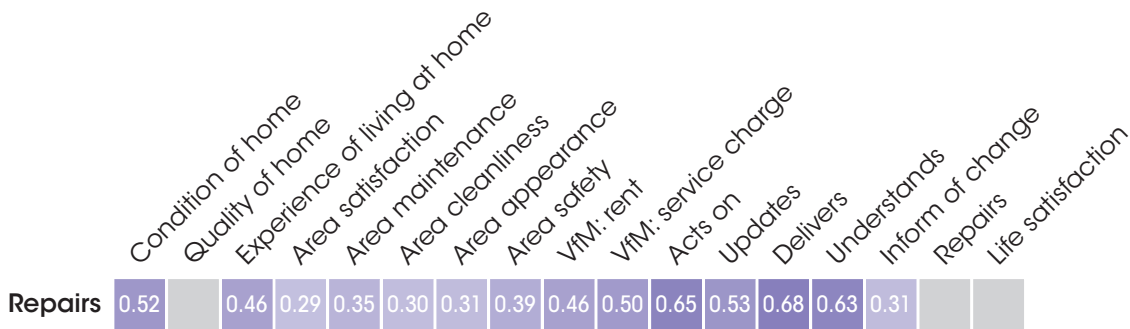 Condition of home
Quality of home
Experience of living at home
Area satisfaction
Area maintenance
Area cleanliness
Area appearance
Area safety
VfM: rent
VfM: service charge
Acts on
Updates
Delivers
Understands
Inform of change
Repairs
Life satisfaction
Repairs 0.52 0.46 0.29 0.35 0.30 0.31 0.39 0.46 0.50 0.65 0.53 0.68 0.63 0.31